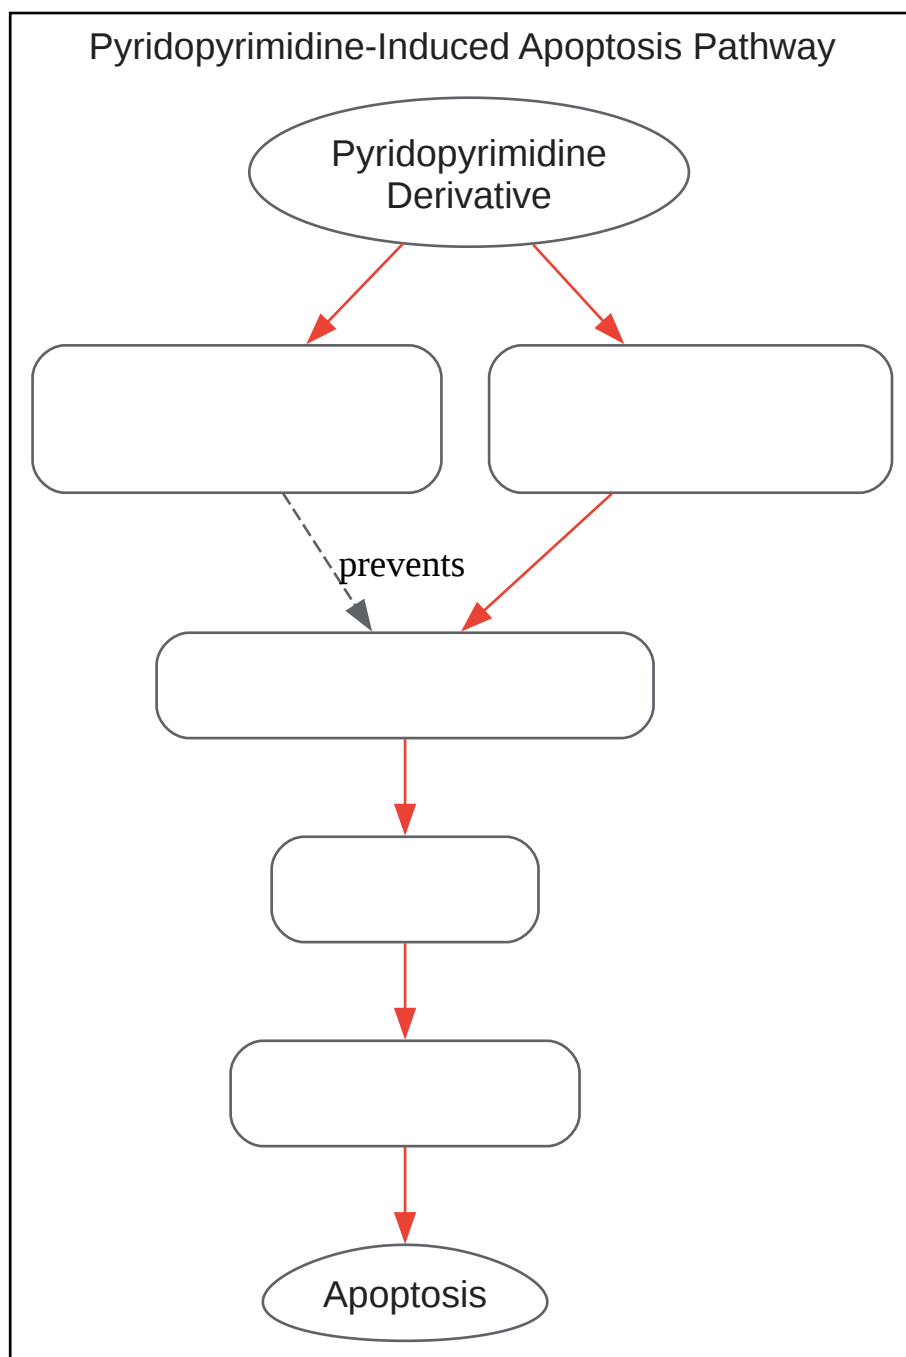 Pyridopyrimidine-Induced Apoptosis Pathway
Pyridopyrimidine
Derivative
prevents
Apoptosis